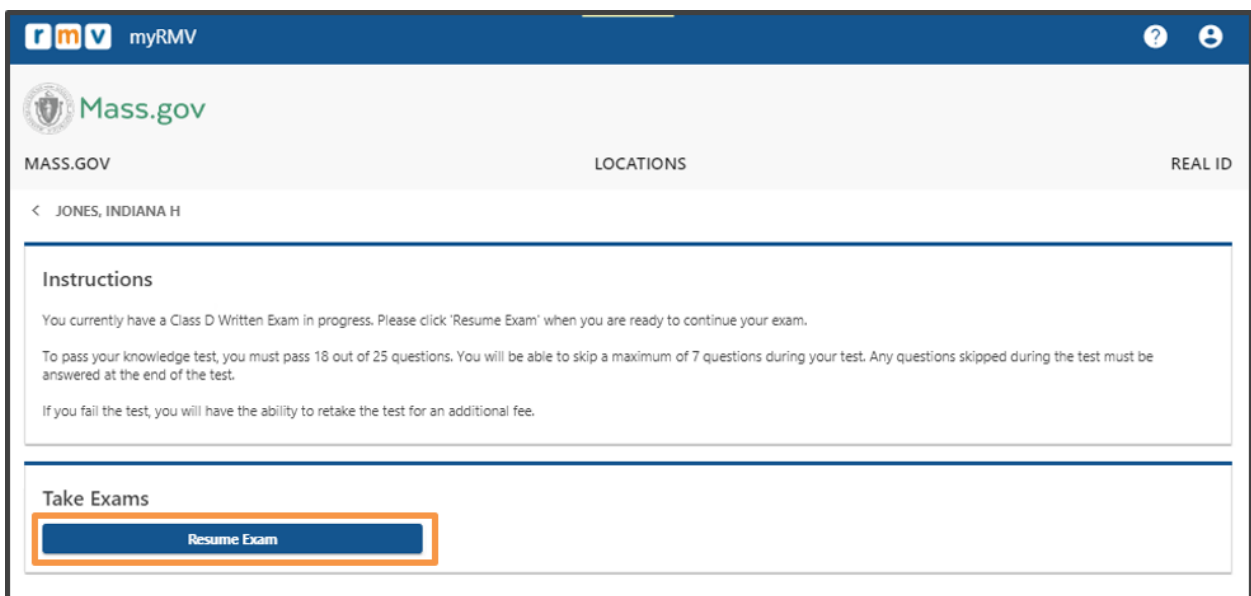 rmv myRMV
Mass.gov
MASS.GOV LOCATIONS REAL ID
< JONES, INDIANA H
Instructions
You currently have a Class D Written Exam in progress. Please click 'Resume Exam' when you are ready to continue your exam.
To pass your knowledge test, you must pass 18 out of 25 questions. You will be able to skip a maximum of 7 questions during your test. Any questions skipped during the test must be
answered at the end of the test.
If you fail the test, you will have the ability to retake the test for an additional fee.
Take Exams
Resume Exam